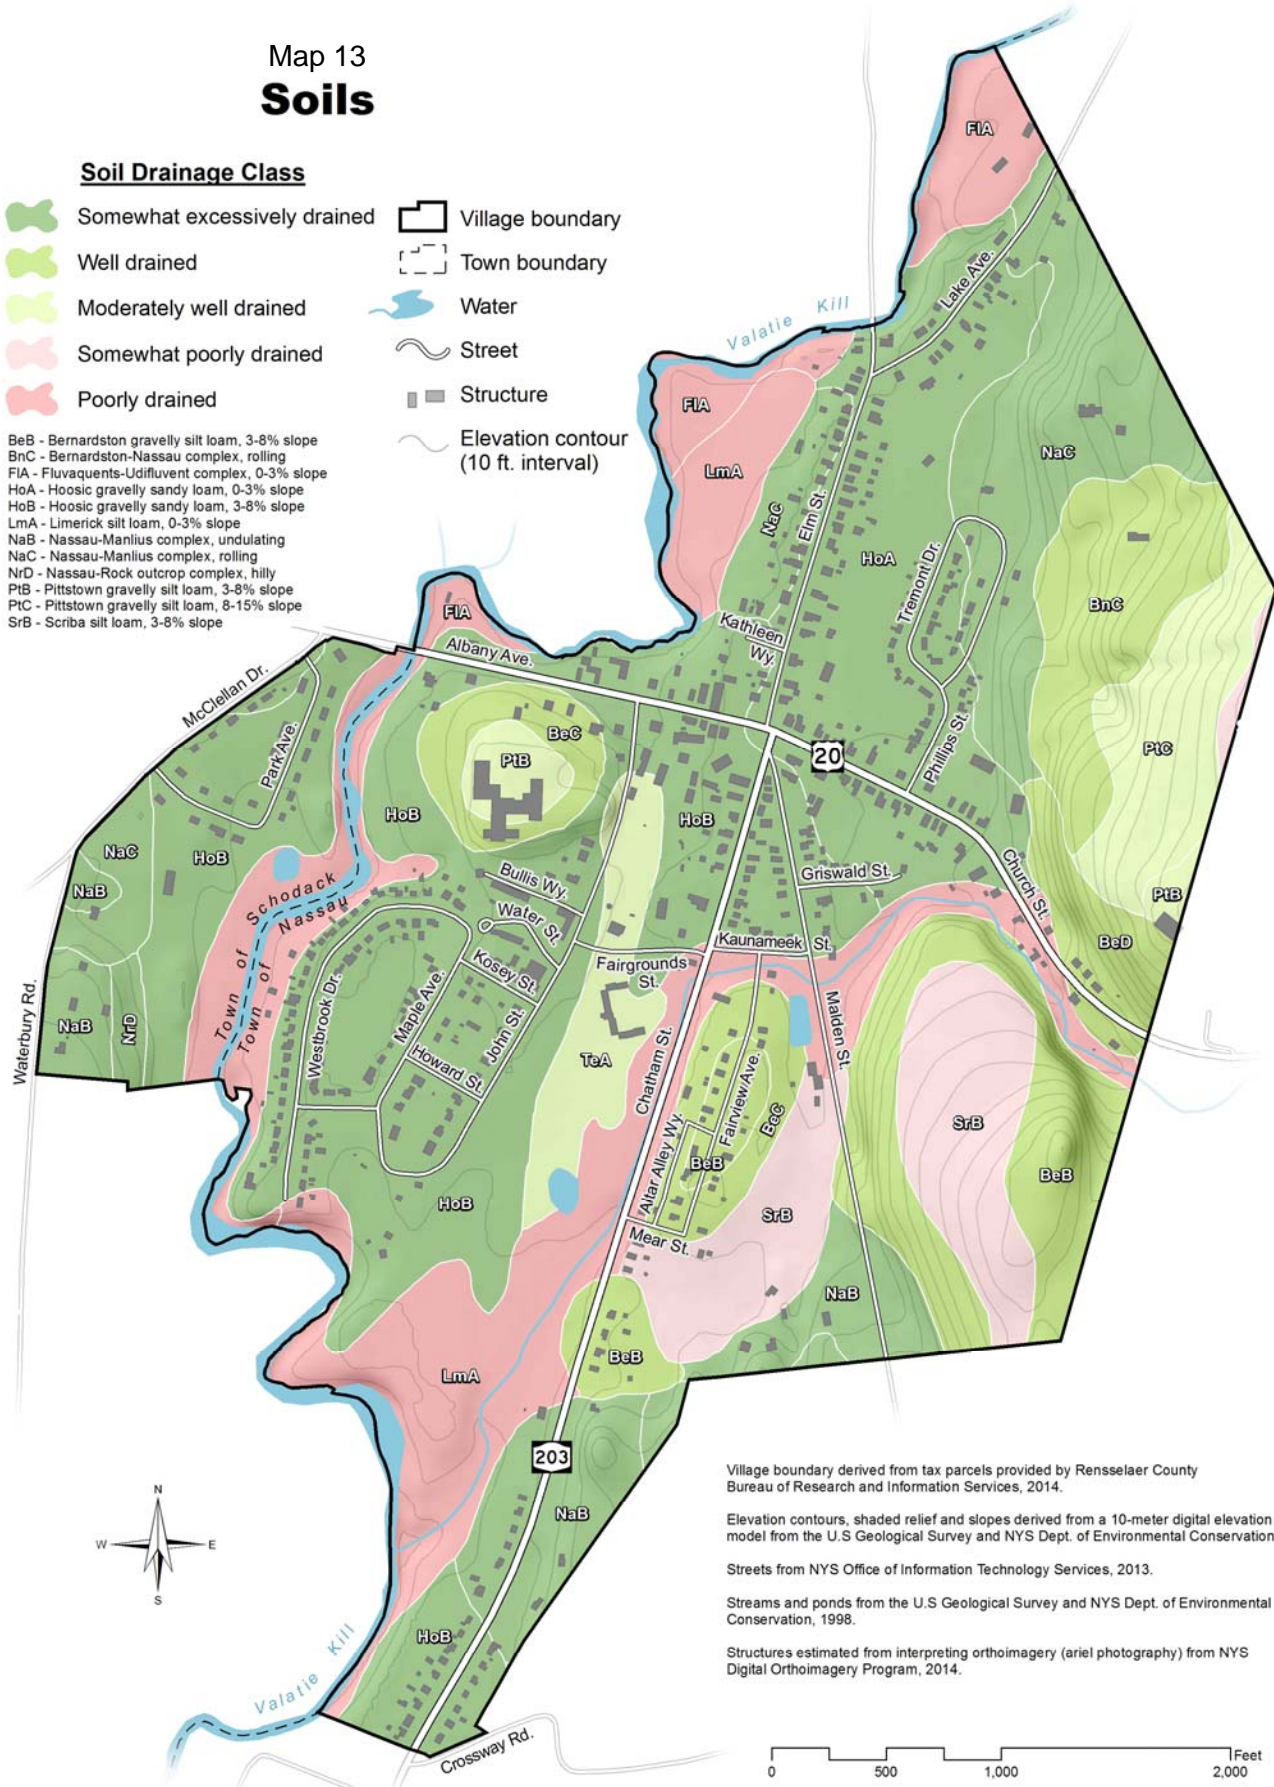 Map 13
Soils
Soil Drainage Class
Somewhat excessively drained
Well drained
Moderately well drained
Somewhat poorly drained
Poorly drained
Village boundary
Town boundary
Water
Street
Structure
Elevation contour
(10 ft. interval)
BeB - Bernardston gravelly silt loam, 3-8% slope
BnC - Bernardston-Nassau complex, rolling
FlA - Fluvaquents-Udifluvent complex, 0-3% slope
HoA - Hoosic gravelly sandy loam, 0-3% slope
HoB - Hoosic gravelly sandy loam, 3-8% slope
LmA - Limerick silt loam, 0-3% slope
NaB - Nassau-Manlius complex, undulating
NaC - Nassau-Manlius complex, rolling
NrD - Nassau-Rock outcrop complex, hilly
PtB - Pittstown gravelly silt loam, 3-8% slope
PtC - Pittstown gravelly silt loam, 8-15% slope
SrB - Scriba silt loam, 3-8% slope
FlA
Lake Ave.
Valatie Kill
FlA
LmA
NaC
Elm St.
HoA
NaC
Tremont Dr.
BnC
FlA
Albany Ave.
Kathleen
Wy.
McClellan Dr.
Park Ave.
BeC
PtB
20
Phillips St.
PtC
HoB
HoB
NaC
HoB
NaB
Bullis Wy.
Griswald St.
Church St.
PtB
Water St.
Town of Schodack
Town of Nassau
Kaunameek St.
BeD
Fairgrounds
St.
Kosey St.
Westbrook Dr.
Maple Ave.
John St.
Howard St.
Waterbury Rd.
NaB
NrD
TeA
Chatham St.
Malden St.
Fairview Ave.
BeC
Altar Alley Wy.
BeB
SrB
BeB
HoB
SrB
Mear St.
NaB
BeB
LmA
203
NaB
HoB
Valatie Kill
Crossway Rd.
N
W
E
S
Village boundary derived from tax parcels provided by Rensselaer County
Bureau of Research and Information Services, 2014.
Elevation contours, shaded relief and slopes derived from a 10-meter digital elevation
model from the U.S Geological Survey and NYS Dept. of Environmental Conservation
Streets from NYS Office of Information Technology Services, 2013.
Streams and ponds from the U.S Geological Survey and NYS Dept. of Environmental
Conservation, 1998.
Structures estimated from interpreting orthoimagery (ariel photography) from NYS
Digital Orthoimagery Program, 2014.
Feet
0 500 1,000 2,000